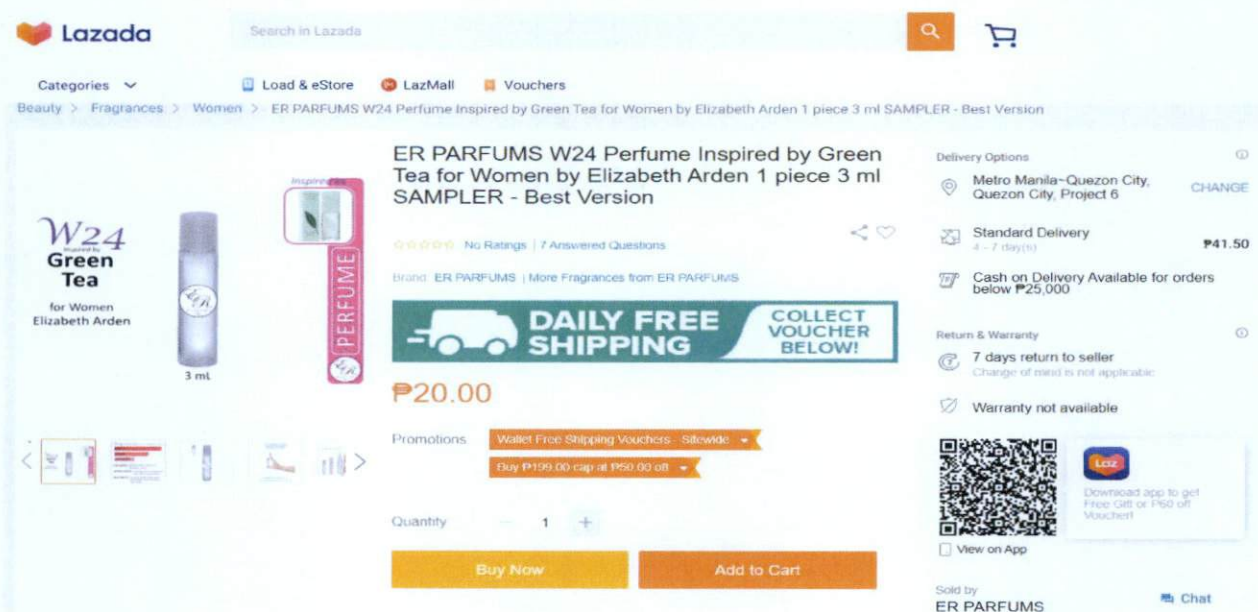 Lazada
Search in Lazada
Categories
Load & eStore
LazMall
Vouchers
Beauty > Fragrances > Women > ER PARFUMS W24 Perfume Inspired by Green Tea for Women by Elizabeth Arden 1 piece 3 ml SAMPLER - Best Version
W24
Inspired by
Green
Tea
for Women
Elizabeth Arden
3 mL
ER
PERFUME
ER
ER PARFUMS W24 Perfume Inspired by Green
Tea for Women by Elizabeth Arden 1 piece 3 ml
SAMPLER - Best Version
No Ratings | 7 Answered Questions
Brand: ER PARFUMS | More Fragrances from ER PARFUMS
DAILY FREE
SHIPPING
COLLECT
VOUCHER
BELOW!
₱20.00
Promotions
Wallet Free Shipping Vouchers - Sitewide
Buy ₱199.00 cap at ₱50.00 off
Quantity
− 1 +
Buy Now
Add to Cart
Delivery Options
Metro Manila~Quezon City,
Quezon City, Project 6
CHANGE
Standard Delivery
4 - 7 day(s)
₱41.50
Cash on Delivery Available for orders
below ₱25,000
Return & Warranty
7 days return to seller
Change of mind is not applicable
Warranty not available
Laz
Download app to get
Free Gift or ₱60 off
Voucher!
View on App
Sold by
ER PARFUMS
Chat